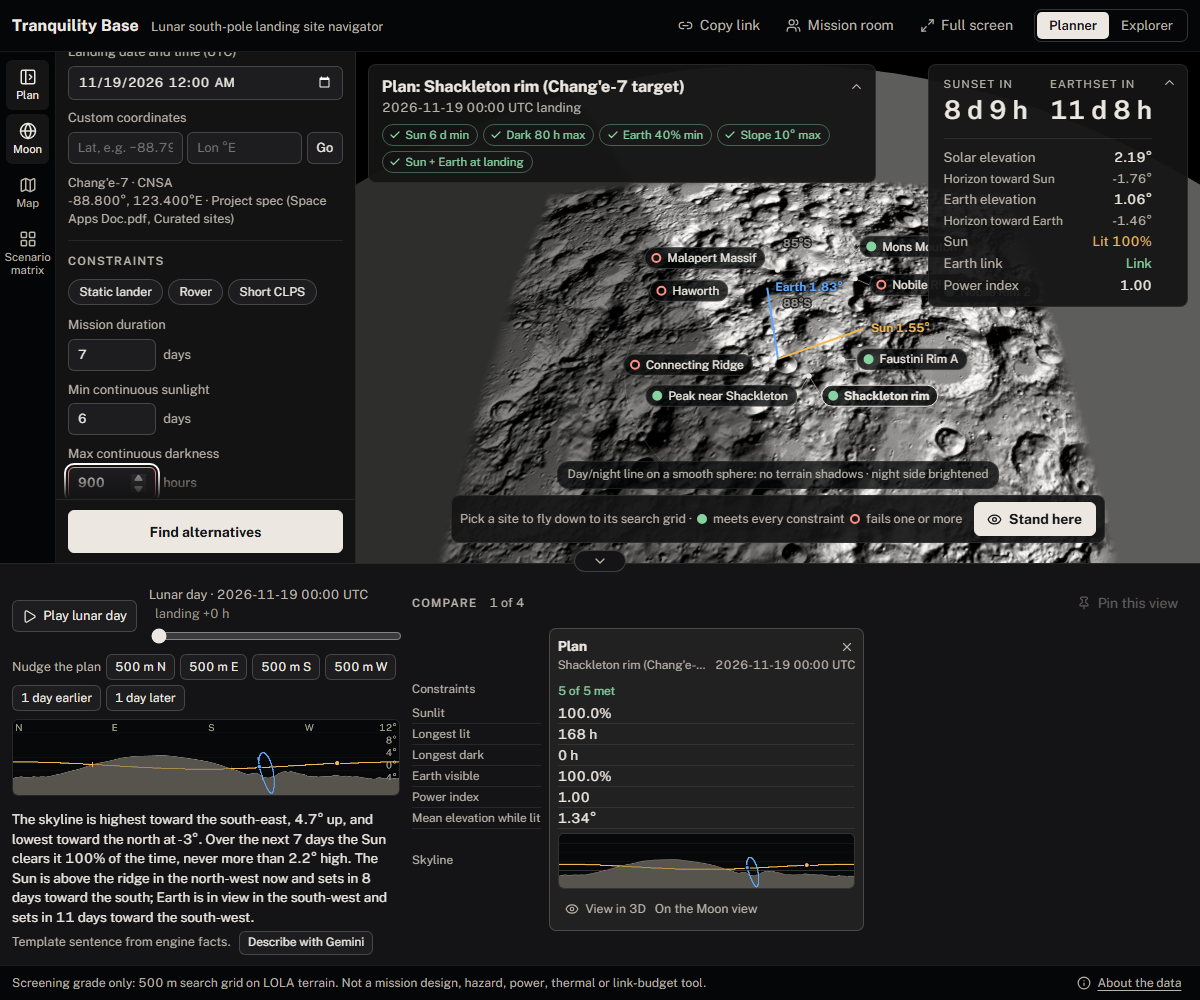 Tranquility Base Lunar south-pole landing site navigator
Copy link
Mission room
Full screen
Planner
Explorer
Plan
Moon
Map
Scenario
matrix
Landing date and time (UTC)
11/19/2026 12:00 AM
Custom coordinates
Lat, e.g. −88.79
Lon °E
Go
Chang'e-7 · CNSA
-88.800°, 123.400°E · Project spec (Space
Apps Doc.pdf, Curated sites)
CONSTRAINTS
Static lander
Rover
Short CLPS
Mission duration
7 days
Min continuous sunlight
6 days
Max continuous darkness
900 hours
Find alternatives
Plan: Shackleton rim (Chang'e-7 target)
2026-11-19 00:00 UTC landing
Sun 6 d min
Dark 80 h max
Earth 40% min
Slope 10° max
Sun + Earth at landing
SUNSET IN
8 d 9 h
EARTHSET IN
11 d 8 h
Solar elevation 2.19°
Horizon toward Sun -1.76°
Earth elevation 1.06°
Horizon toward Earth -1.46°
Sun Lit 100%
Earth link Link
Power index 1.00
85°S
Mons Mo
Malapert Massif
Haworth
Earth 1.83°
88°S
Nobile
Sun 1.55°
Connecting Ridge
Faustini Rim A
Peak near Shackleton
Shackleton rim
Day/night line on a smooth sphere: no terrain shadows · night side brightened
Pick a site to fly down to its search grid · meets every constraint fails one or more
Stand here
Play lunar day
Lunar day · 2026-11-19 00:00 UTC
landing +0 h
Nudge the plan
500 m N
500 m E
500 m S
500 m W
1 day earlier
1 day later
N E S W 12°
8°
4°
0°
-4°
The skyline is highest toward the south-east, 4.7° up, and
lowest toward the north at -3°. Over the next 7 days the Sun
clears it 100% of the time, never more than 2.2° high. The
Sun is above the ridge in the north-west now and sets in 8
days toward the south; Earth is in view in the south-west and
sets in 11 days toward the south-west.
Template sentence from engine facts.
Describe with Gemini
COMPARE 1 of 4
Pin this view
Plan
Shackleton rim (Chang'e-... 2026-11-19 00:00 UTC
Constraints 5 of 5 met
Sunlit 100.0%
Longest lit 168 h
Longest dark 0 h
Earth visible 100.0%
Power index 1.00
Mean elevation while lit 1.34°
Skyline
View in 3D
On the Moon view
Screening grade only: 500 m search grid on LOLA terrain. Not a mission design, hazard, power, thermal or link-budget tool.
About the data